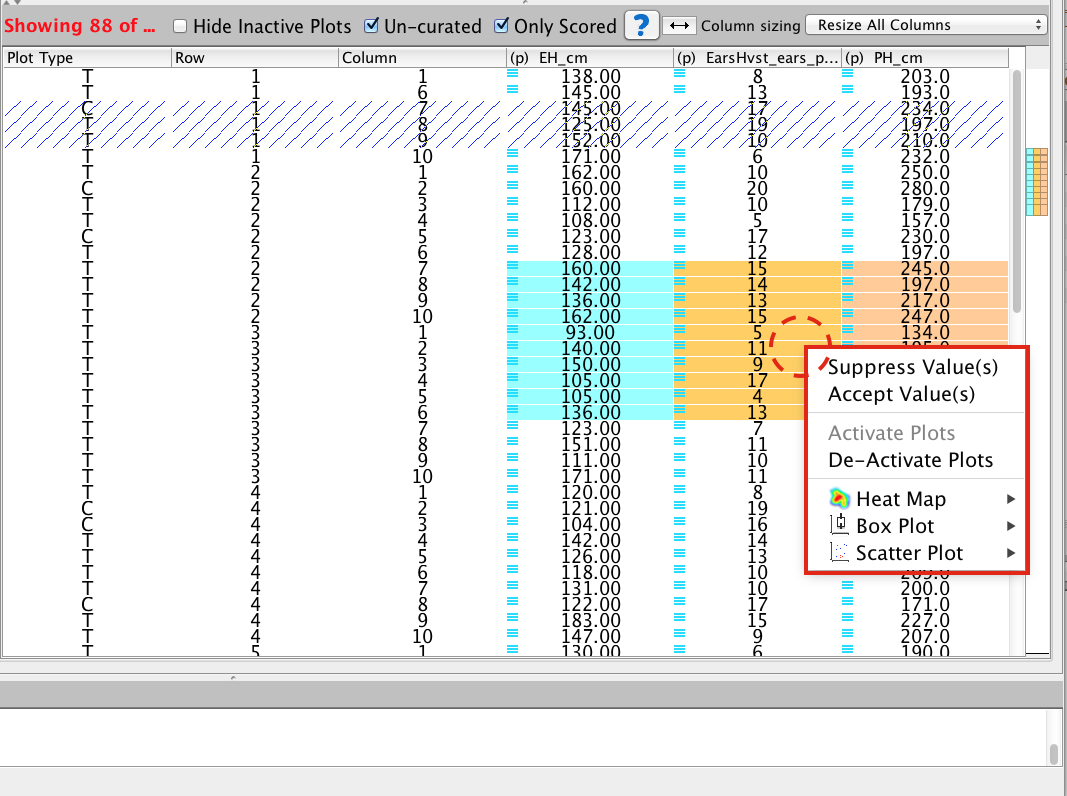 Showing 88 of ... Hide Inactive Plots Un-curated Only Scored ? Column sizing Resize All Columns
Plot Type Row Column (p) EH_cm (p) EarsHvst_ears_p... (p) PH_cm
T 1 1 138.00 8 203.0
T 1 6 145.00 13 193.0
C 1 7 145.00 17 234.0
T 1 8 125.00 19 197.0
T 1 9 152.00 10 210.0
T 1 10 171.00 6 232.0
T 2 1 162.00 10 250.0
C 2 2 160.00 20 280.0
T 2 3 112.00 10 179.0
T 2 4 108.00 5 157.0
C 2 5 123.00 17 230.0
T 2 6 128.00 12 197.0
T 2 7 160.00 15 245.0
T 2 8 142.00 14 197.0
T 2 9 136.00 13 217.0
T 2 10 162.00 15 247.0
T 3 1 93.00 5 134.0
T 3 2 140.00 11
T 3 3 150.00 9
T 3 4 105.00 17
T 3 5 105.00 4
T 3 6 136.00 13
T 3 7 123.00 7
T 3 8 151.00 11
T 3 9 111.00 10
T 3 10 171.00 11
T 4 1 120.00 8
C 4 2 121.00 19
C 4 3 104.00 16
T 4 4 142.00 14
T 4 5 126.00 13
T 4 6 118.00 10
T 4 7 131.00 10 200.0
C 4 8 122.00 17 171.0
T 4 9 183.00 15 227.0
T 4 10 147.00 9 207.0
T 5 1 130.00 6 190.0
Suppress Value(s)
Accept Value(s)
Activate Plots
De-Activate Plots
Heat Map
Box Plot
Scatter Plot